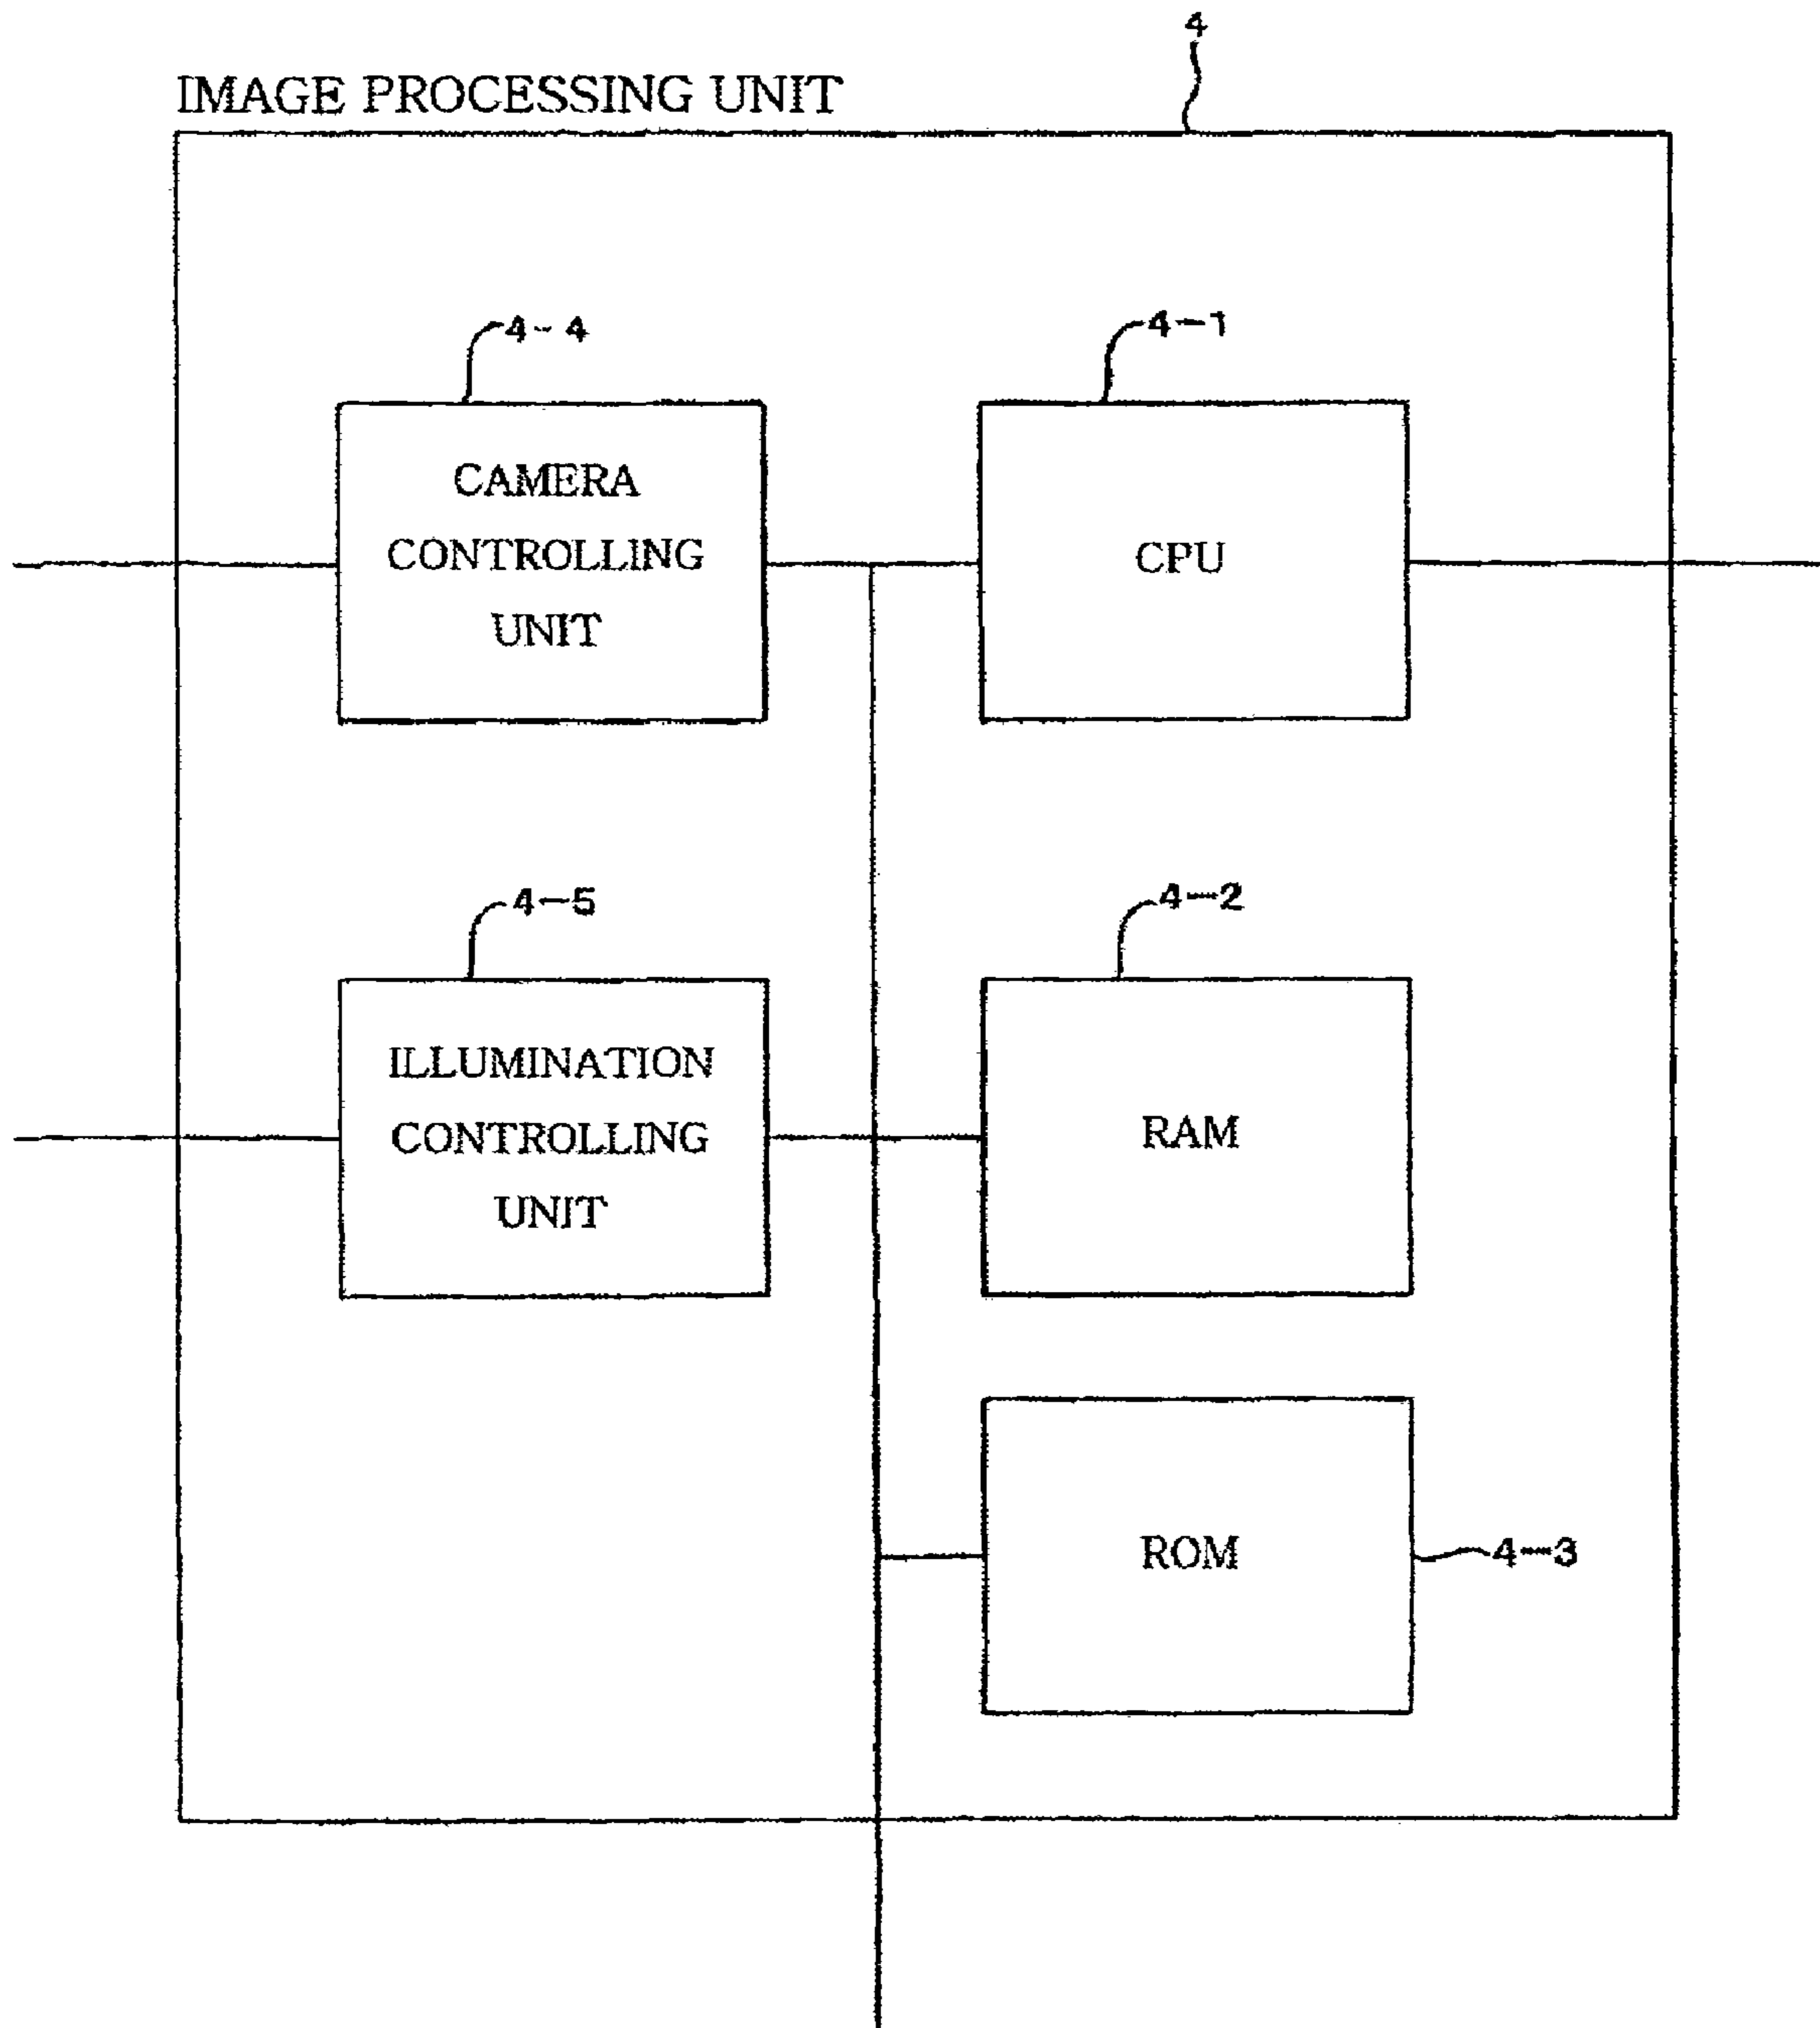 4
IMAGE PROCESSING UNIT
4-4
4-1
CAMERA
CONTROLLING
UNIT
CPU
4-5
4-2
ILLUMINATION
CONTROLLING
UNIT
RAM
ROM
4-3